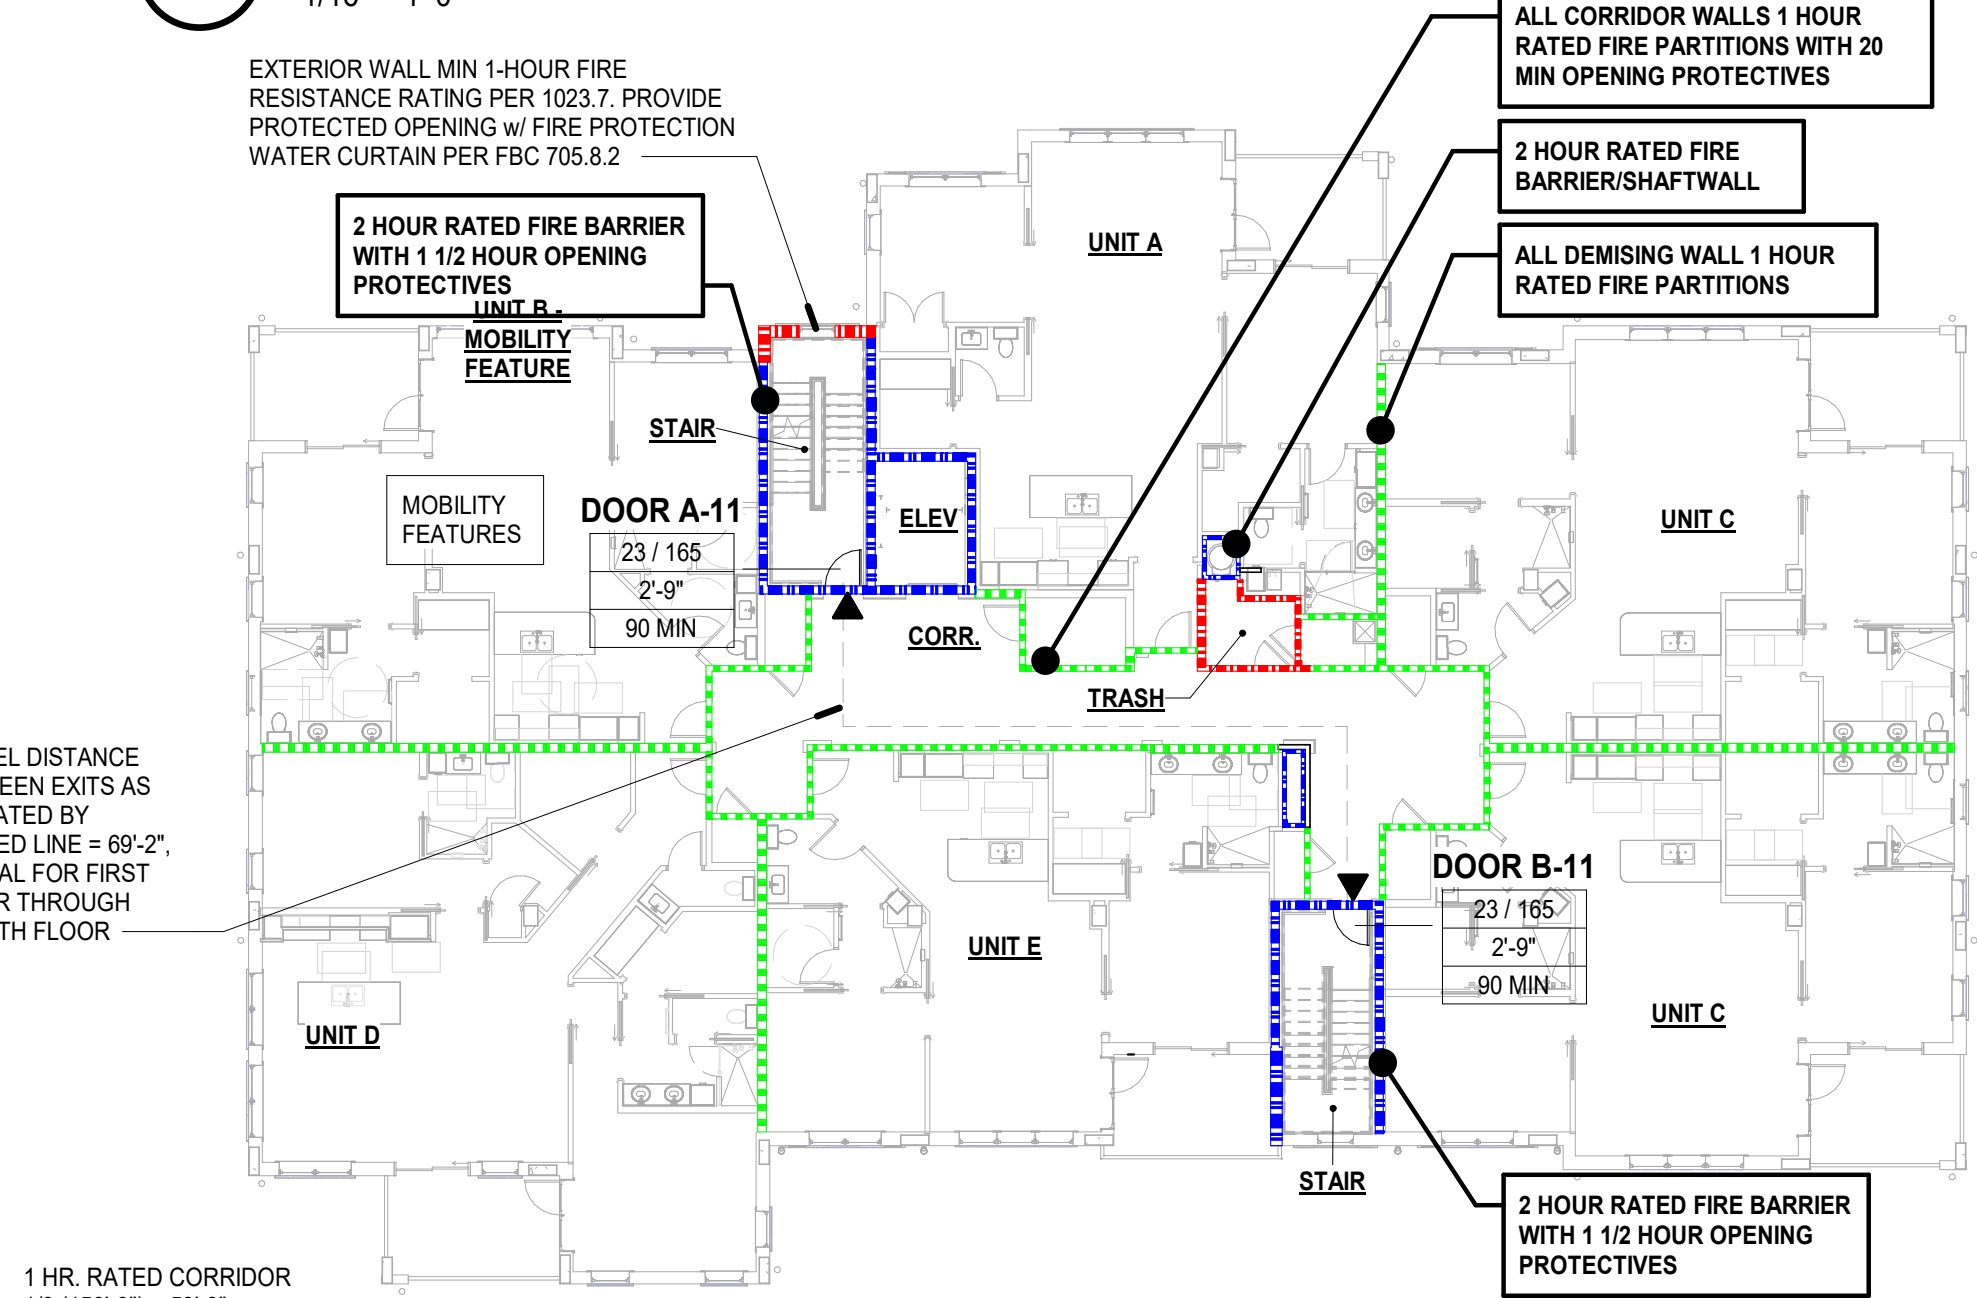 ALL CORRIDOR WALLS 1 HOUR
RATED FIRE PARTITIONS WITH 20
MIN OPENING PROTECTIVES
EXTERIOR WALL MIN 1-HOUR FIRE
RESISTANCE RATING PER 1023.7. PROVIDE
PROTECTED OPENING w/ FIRE PROTECTION
WATER CURTAIN PER FBC 705.8.2
2 HOUR RATED FIRE
BARRIER/SHAFTWALL
2 HOUR RATED FIRE BARRIER
WITH 1 1/2 HOUR OPENING
PROTECTIVES
ALL DEMISING WALL 1 HOUR
RATED FIRE PARTITIONS
UNIT A
UNIT B -
MOBILITY
FEATURE
STAIR
MOBILITY
FEATURES
DOOR A-11
23 / 165
2'-9"
90 MIN
ELEV
UNIT C
CORR.
TRASH
EL DISTANCE
EEN EXITS AS
ATED BY
ED LINE = 69'-2",
AL FOR FIRST
R THROUGH
TH FLOOR
DOOR B-11
23 / 165
2'-9"
90 MIN
UNIT E
UNIT D
UNIT C
STAIR
2 HOUR RATED FIRE BARRIER
WITH 1 1/2 HOUR OPENING
PROTECTIVES
1 HR. RATED CORRIDOR